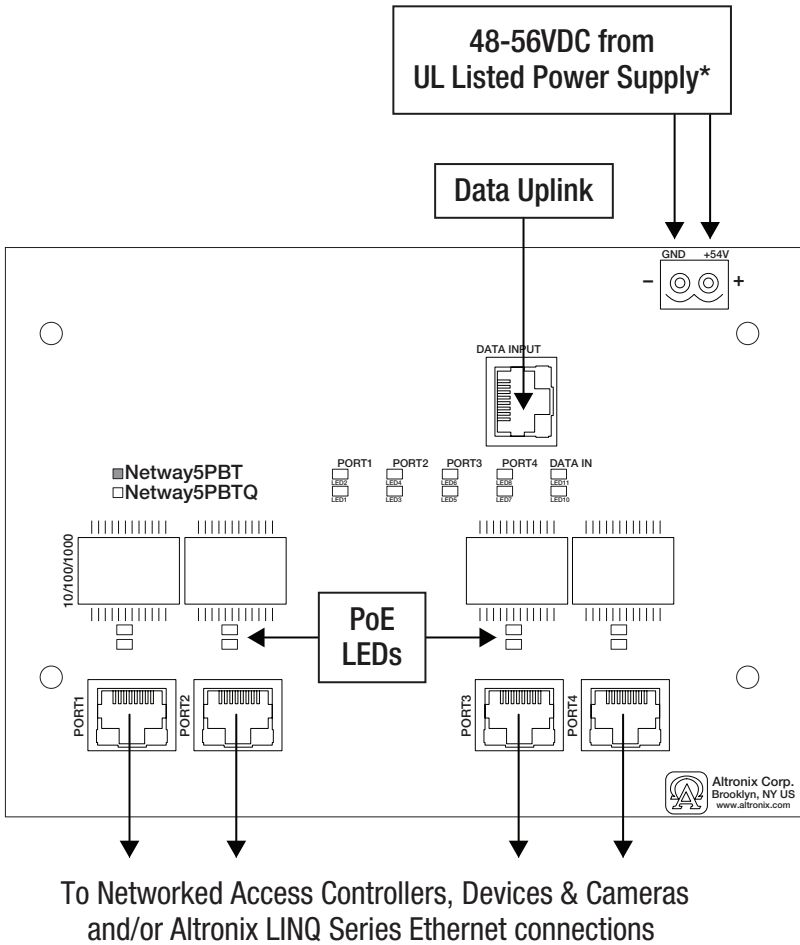 48-56VDC from
UL Listed Power Supply*
Data Uplink
GND +54V
– +
DATA INPUT
PORT1 PORT2 PORT3 PORT4 DATA IN
LED2 LED4 LED6 LED8 LED11
LED1 LED3 LED5 LED7 LED10
Netway5PBT
Netway5PBTQ
10/100/1000
PoE
LEDs
PORT1
PORT2
PORT3
PORT4
Altronix Corp.
Brooklyn, NY US
www.altronix.com
To Networked Access Controllers, Devices & Cameras
and/or Altronix LINQ Series Ethernet connections